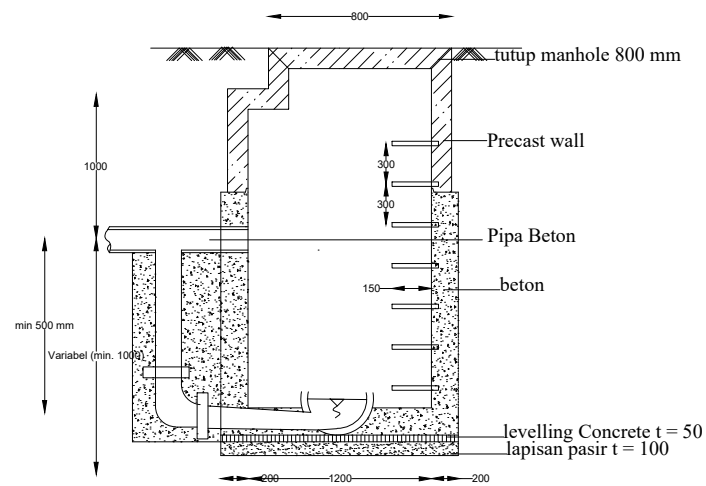 800
tutup manhole 800 mm
Precast wall
300
1000
300
Pipa Beton
150
beton
min 500 mm
Variabel (min. 1000)
levelling Concrete t = 50
lapisan pasir t = 100
200
1200
200